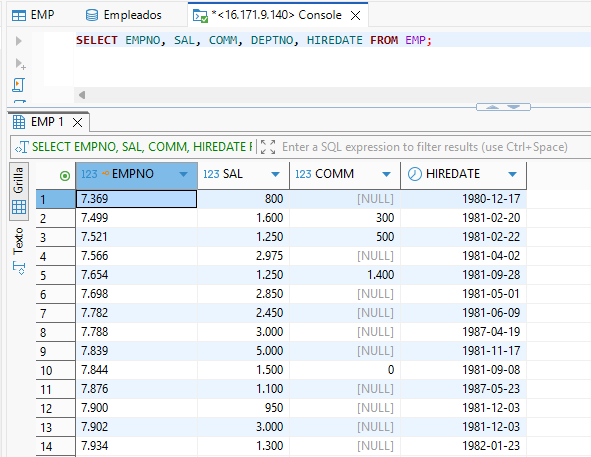 EMP Empleados *<16.171.9.140> Console
SELECT EMPNO, SAL, COMM, DEPTNO, HIREDATE FROM EMP;
EMP 1
SELECT EMPNO, SAL, COMM, HIREDATE F Enter a SQL expression to filter results (use Ctrl+Space)
Grilla
Texto
123 EMPNO 123 SAL 123 COMM HIREDATE
1 7.369 800 [NULL] 1980-12-17
2 7.499 1.600 300 1981-02-20
3 7.521 1.250 500 1981-02-22
4 7.566 2.975 [NULL] 1981-04-02
5 7.654 1.250 1.400 1981-09-28
6 7.698 2.850 [NULL] 1981-05-01
7 7.782 2.450 [NULL] 1981-06-09
8 7.788 3.000 [NULL] 1987-04-19
9 7.839 5.000 [NULL] 1981-11-17
10 7.844 1.500 0 1981-09-08
11 7.876 1.100 [NULL] 1987-05-23
12 7.900 950 [NULL] 1981-12-03
13 7.902 3.000 [NULL] 1981-12-03
14 7.934 1.300 [NULL] 1982-01-23